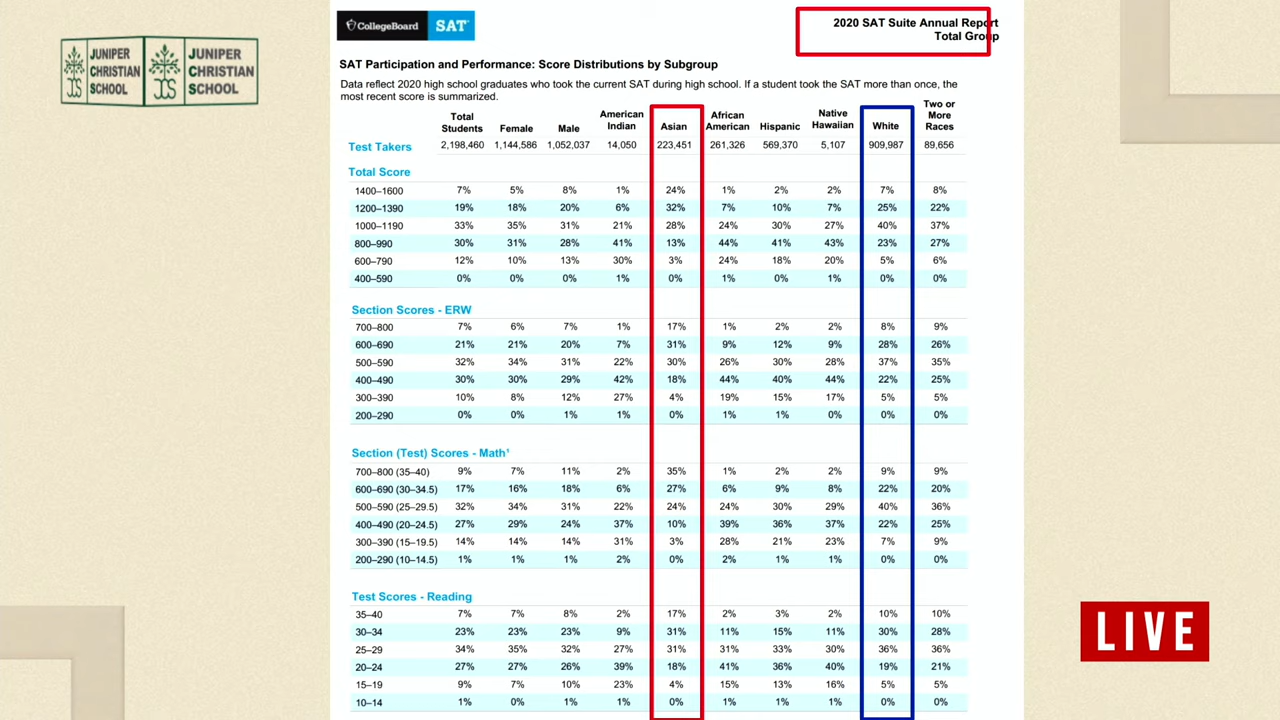 CollegeBoard SAT
2020 SAT Suite Annual Report
Total Group
JUNIPER
CHRISTIAN
SCHOOL
JCS
JUNIPER
CHRISTIAN
SCHOOL
SAT Participation and Performance: Score Distributions by Subgroup
Data reflect 2020 high school graduates who took the current SAT during high school. If a student took the SAT more than once, the
most recent score is summarized.
Total Students Female Male American Indian Asian African American Hispanic Native Hawaiian White Two or More Races
Test Takers 2,198,460 1,144,586 1,052,037 14,050 223,451 261,326 569,370 5,107 909,987 89,656
Total Score
1400–1600 7% 5% 8% 1% 24% 1% 2% 2% 7% 8%
1200–1390 19% 18% 20% 6% 32% 7% 10% 7% 25% 22%
1000–1190 33% 35% 31% 21% 28% 24% 30% 27% 40% 37%
800–990 30% 31% 28% 41% 13% 44% 41% 43% 23% 27%
600–790 12% 10% 13% 30% 3% 24% 18% 20% 5% 6%
400–590 0% 0% 0% 1% 0% 1% 0% 1% 0% 0%
Section Scores - ERW
700–800 7% 6% 7% 1% 17% 1% 2% 2% 8% 9%
600–690 21% 21% 20% 7% 31% 9% 12% 9% 28% 26%
500–590 32% 34% 31% 22% 30% 26% 30% 28% 37% 35%
400–490 30% 30% 29% 42% 18% 44% 40% 44% 22% 25%
300–390 10% 8% 12% 27% 4% 19% 15% 17% 5% 5%
200–290 0% 0% 1% 1% 0% 1% 1% 0% 0% 0%
Section (Test) Scores - Math¹
700–800 (35–40) 9% 7% 11% 2% 35% 1% 2% 2% 9% 9%
600–690 (30–34.5) 17% 16% 18% 6% 27% 6% 9% 8% 22% 20%
500–590 (25–29.5) 32% 34% 31% 22% 24% 24% 30% 29% 40% 36%
400–490 (20–24.5) 27% 29% 24% 37% 10% 39% 36% 37% 22% 25%
300–390 (15–19.5) 14% 14% 14% 31% 3% 28% 21% 23% 7% 9%
200–290 (10–14.5) 1% 1% 1% 2% 0% 2% 1% 1% 0% 0%
Test Scores - Reading
35–40 7% 7% 8% 2% 17% 2% 3% 2% 10% 10%
30–34 23% 23% 23% 9% 31% 11% 15% 11% 30% 28%
25–29 34% 35% 32% 27% 31% 31% 33% 30% 36% 36%
20–24 27% 27% 26% 39% 18% 41% 36% 40% 19% 21%
15–19 9% 7% 10% 23% 4% 15% 13% 16% 5% 5%
10–14 1% 0% 1% 1% 0% 1% 1% 1% 0% 0%
LIVE